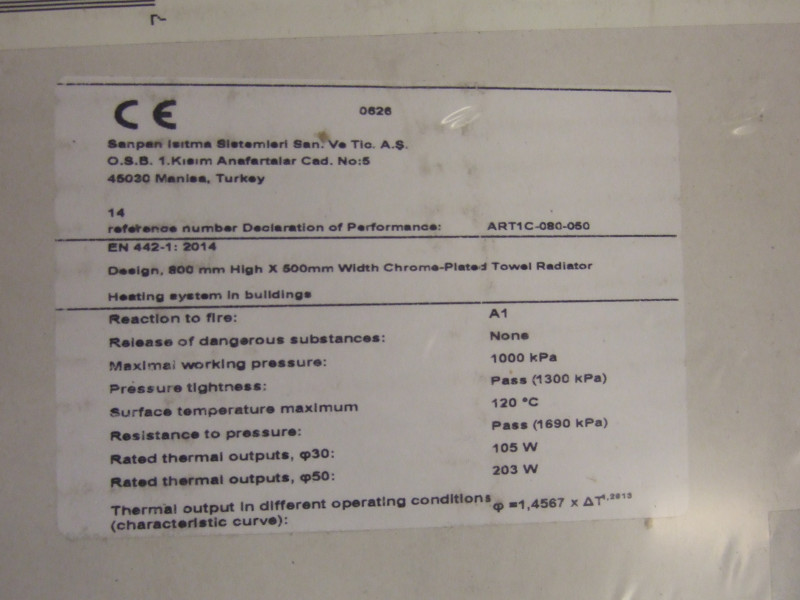 CE 0626
Sanpan Isıtma Sistemleri San. Ve Tic. A.Ş.
O.S.B. 1.Kısım Anafartalar Cad. No:5
45030 Manisa, Turkey
14
reference number Declaration of Performance: ART1C-080-050
EN 442-1: 2014
Design, 800 mm High X 500mm Width Chrome-Plated Towel Radiator
Heating system in buildings
Reaction to fire: A1
Release of dangerous substances: None
Maximal working pressure: 1000 kPa
Pressure tightness: Pass (1300 kPa)
Surface temperature maximum 120 °C
Resistance to pressure: Pass (1690 kPa)
Rated thermal outputs, φ30: 105 W
Rated thermal outputs, φ50: 203 W
Thermal output in different operating conditions φ =1,4567 x ΔT
(characteristic curve):